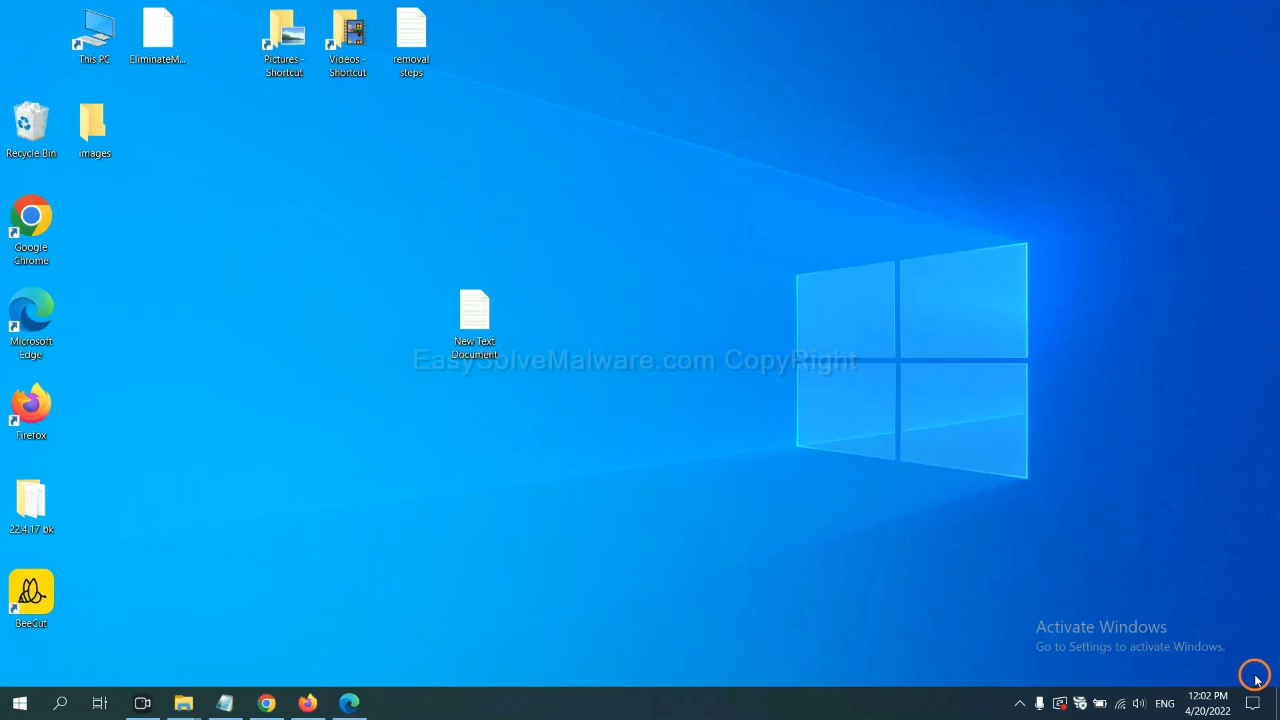 This PC
EliminateM...
Pictures -
Shortcut
Videos -
Shortcut
removal
steps
Recycle Bin
images
Google
Chrome
Microsoft
Edge
New Text
Document
EasySolveMalware.com CopyRight
Firefox
22.4.17 bk
BeeCut
Activate Windows
Go to Settings to activate Windows.
ENG
12:02 PM
4/20/2022